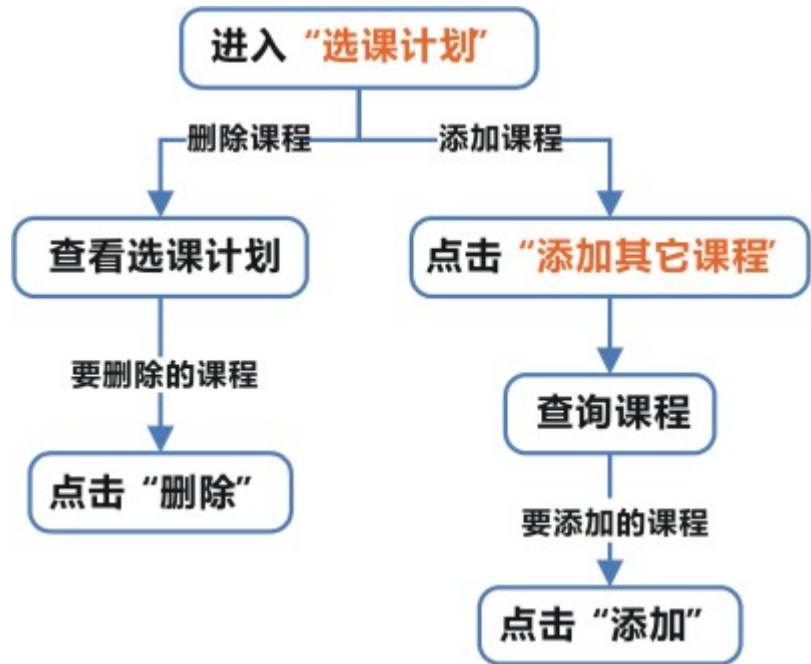 进入 “选课计划”
删除课程
添加课程
查看选课计划
点击 “添加其它课程”
要删除的课程
查询课程
点击 “删除”
要添加的课程
点击 “添加”